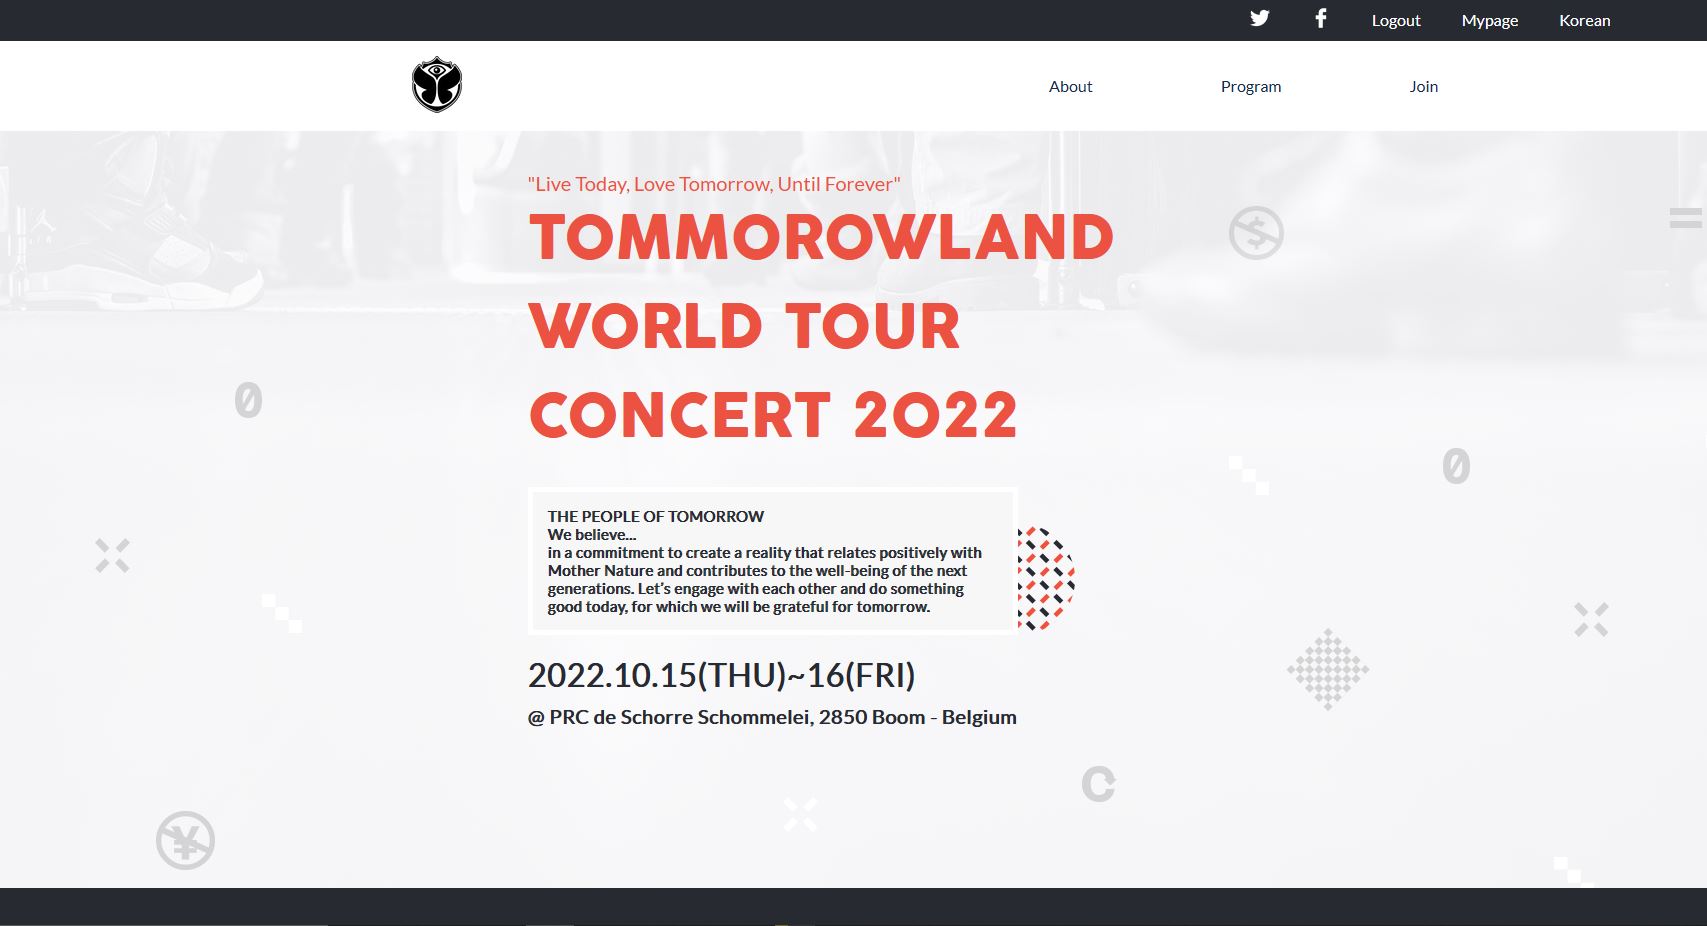 Logout Mypage Korean
About Program Join
"Live Today, Love Tomorrow, Until Forever"
TOMMOROWLAND
WORLD TOUR
CONCERT 2022
THE PEOPLE OF TOMORROW
We believe...
in a commitment to create a reality that relates positively with
Mother Nature and contributes to the well-being of the next
generations. Let's engage with each other and do something
good today, for which we will be grateful for tomorrow.
2022.10.15(THU)~16(FRI)
@ PRC de Schorre Schommelei, 2850 Boom - Belgium